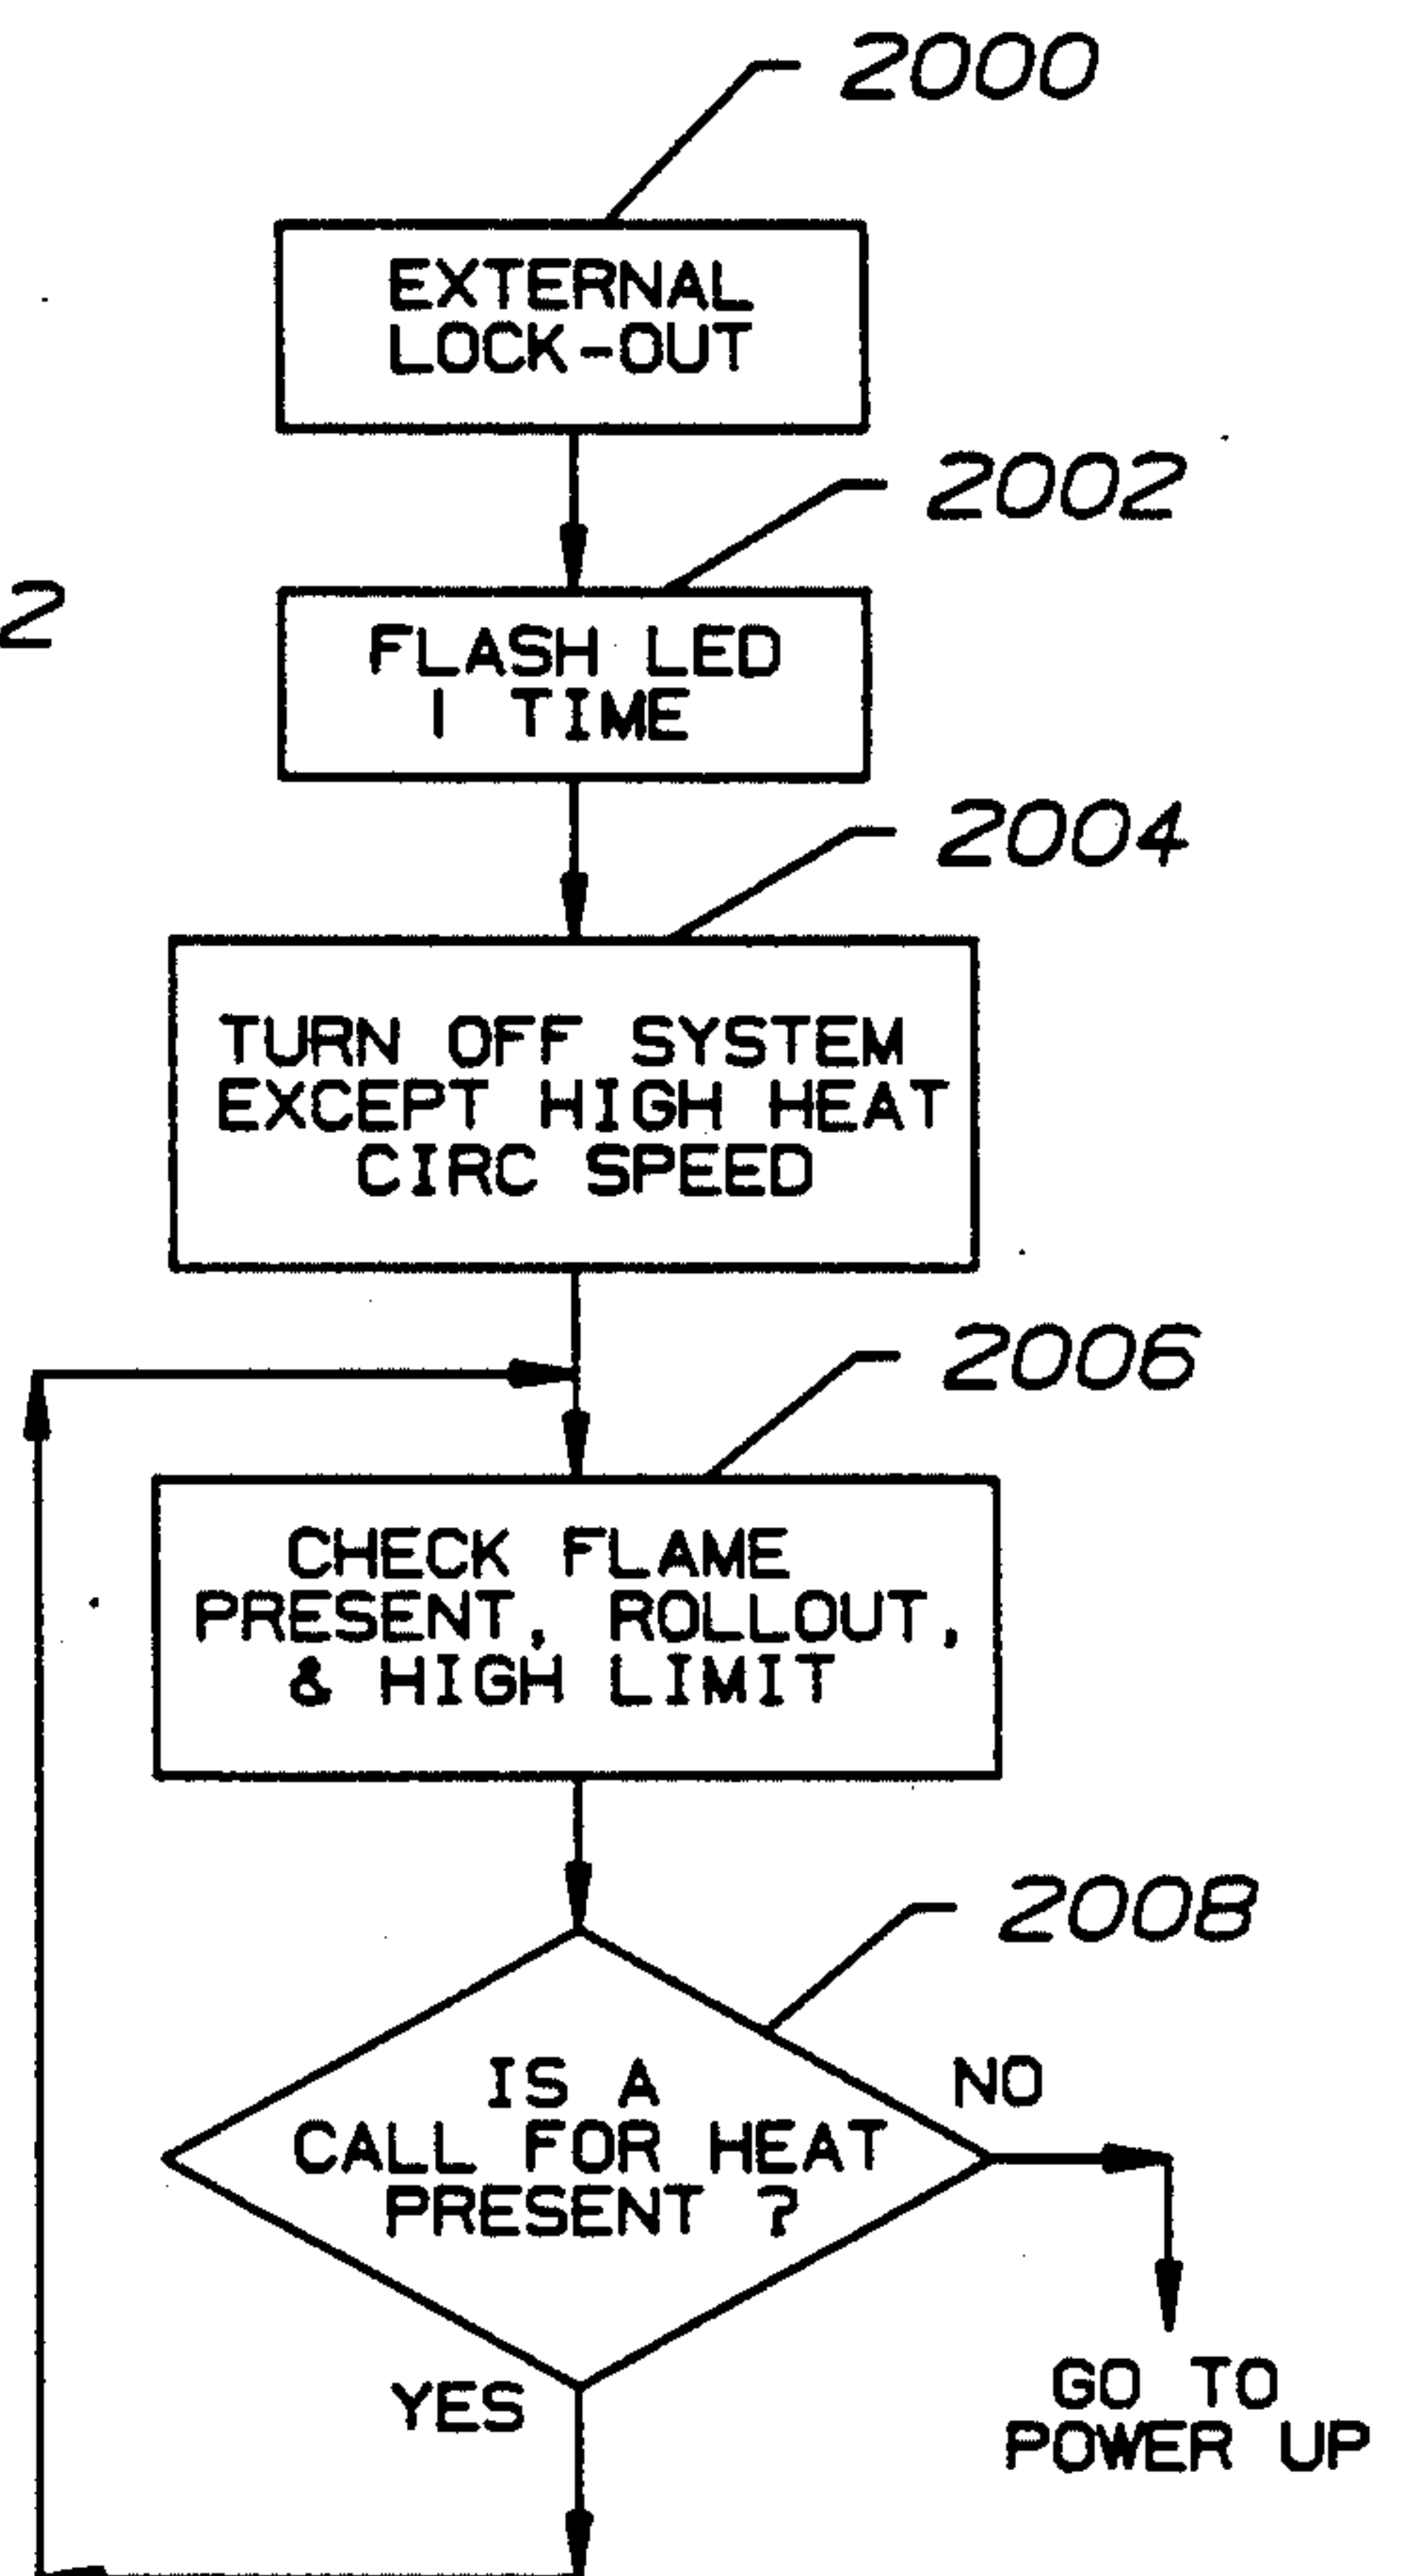 2000
EXTERNAL
LOCK-OUT
2002
2
FLASH LED
1 TIME
2004
TURN OFF SYSTEM
EXCEPT HIGH HEAT
CIRC SPEED
2006
CHECK FLAME
PRESENT, ROLLOUT,
& HIGH LIMIT
2008
IS A
CALL FOR HEAT
PRESENT ?
NO
YES
GO TO
POWER UP